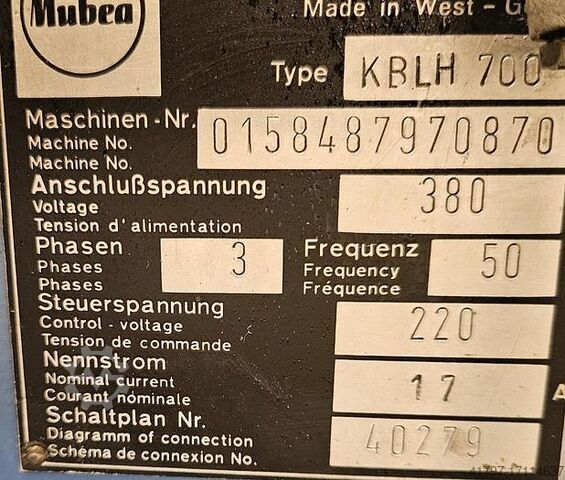 Mubea
Made in West - G
Type KBLH 700
Maschinen-Nr. 0158487970870
Machine No.
Machine No.
Anschlußspannung 380
Voltage
Tension d'alimentation
Phasen 3 Frequenz 50
Phases Frequency
Phases Fréquence
Steuerspannung 220
Control - voltage
Tension de commande
Nennstrom 17 A
Nominal current
Courant nóminale
Schaltplan Nr. 40279
Diagramm of connection
Schéma de connexion No.